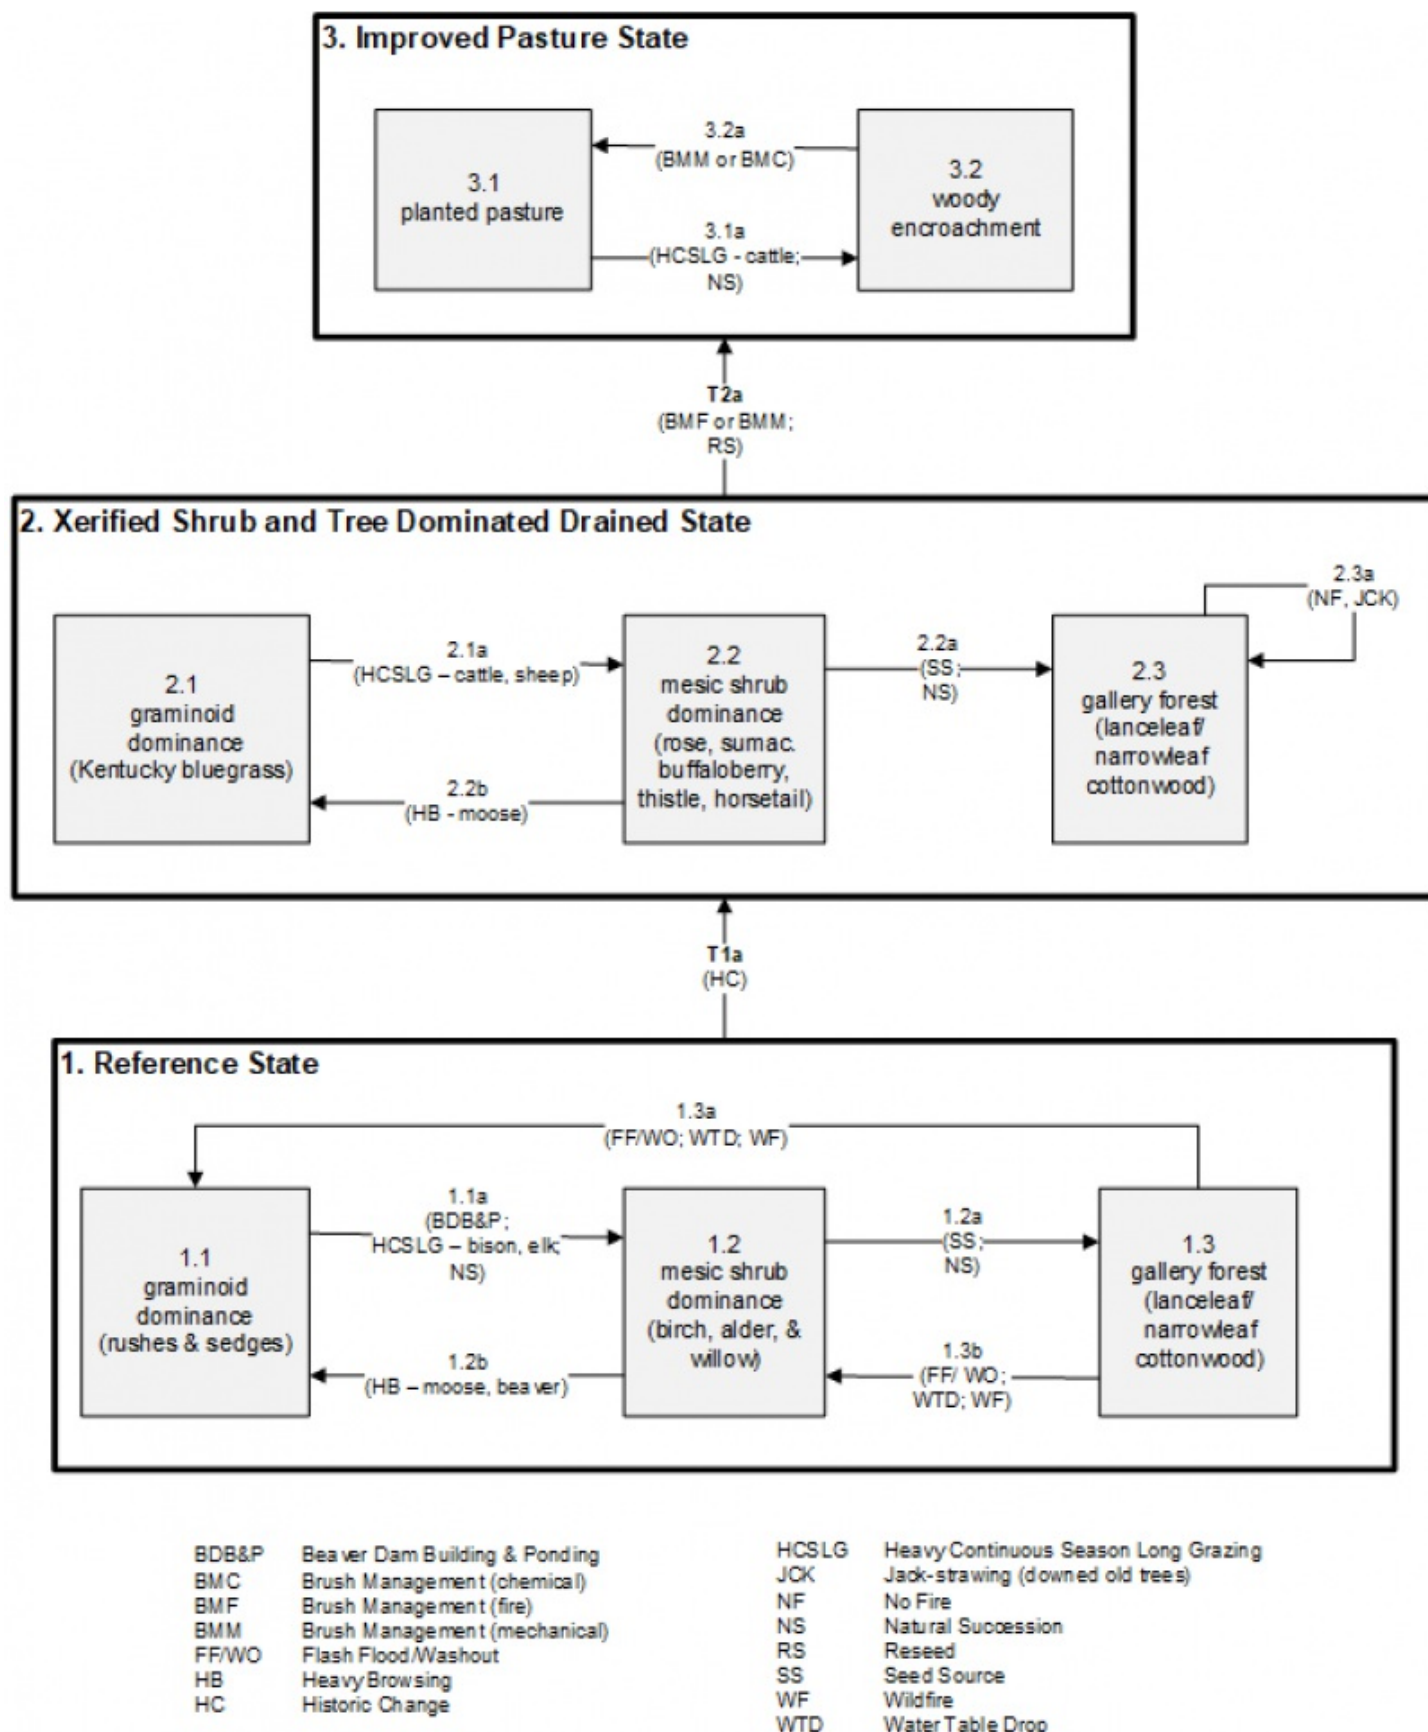 3. Improved Pasture State
3.2a
(BMM or BMC)
3.1
planted pasture
3.2
woody
encroachment
3.1a
(HCSLG - cattle;
NS)
T2a
(BMF or BMM;
RS)
2. Xerified Shrub and Tree Dominated Drained State
2.3a
(NF, JCK)
2.1
graminoid
dominance
(Kentucky bluegrass)
2.1a
(HCSLG – cattle, sheep)
2.2b
(HB - moose)
2.2
mesic shrub
dominance
(rose, sumac.
buffaloberry,
thistle, horsetail)
2.2a
(SS;
NS)
2.3
gallery forest
(lanceleaf/
narrowleaf
cottonwood)
T1a
(HC)
1. Reference State
1.3a
(FF/WO; WTD; WF)
1.1
graminoid
dominance
(rushes & sedges)
1.1a
(BDB&P;
HCSLG – bison, elk;
NS)
1.2b
(HB – moose, beaver)
1.2
mesic shrub
dominance
(birch, alder, &
willow)
1.2a
(SS;
NS)
1.3b
(FF/ WO;
WTD; WF)
1.3
gallery forest
(lanceleaf/
narrowleaf
cottonwood)
BDB&P Beaver Dam Building & Ponding
BMC Brush Management (chemical)
BMF Brush Management (fire)
BMM Brush Management (mechanical)
FF/WO Flash Flood/Washout
HB Heavy Browsing
HC Historic Change
HCSLG Heavy Continuous Season Long Grazing
JCK Jack-strawing (downed old trees)
NF No Fire
NS Natural Succession
RS Reseed
SS Seed Source
WF Wildfire
WTD Water Table Drop